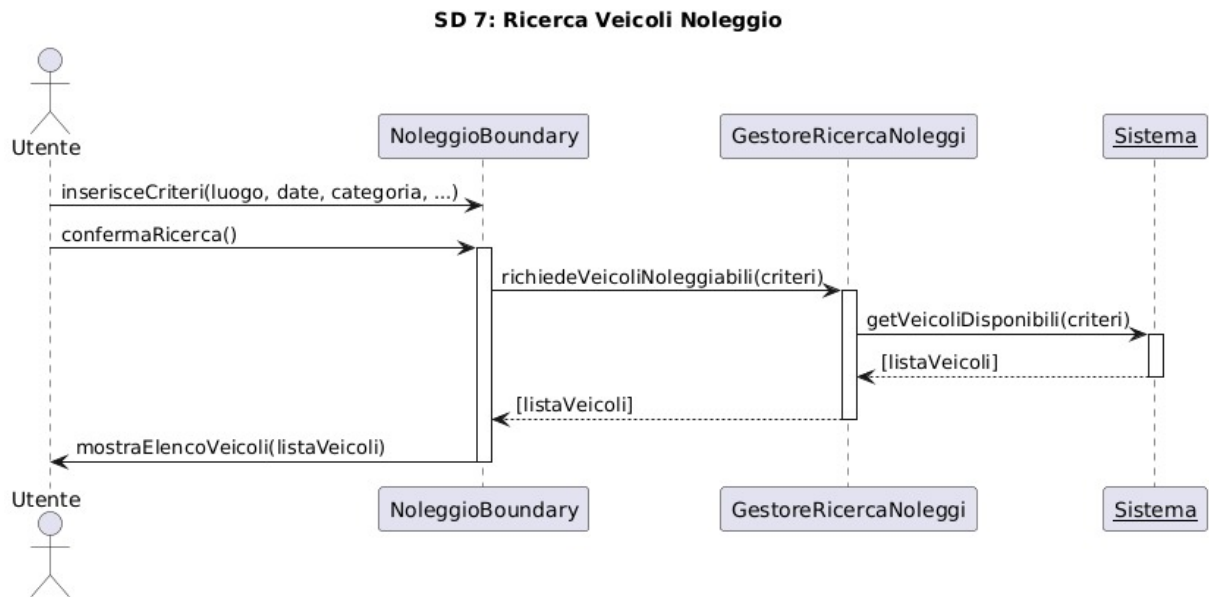 SD 7: Ricerca Veicoli Noleggio
Utente
NoleggioBoundary
GestoreRicercaNoleggi
Sistema
inserisceCriteri(luogo, date, categoria, ...)
confermaRicerca()
richiedeVeicoliNoleggiabili(criteri)
getVeicoliDisponibili(criteri)
[listaVeicoli]
[listaVeicoli]
mostraElencoVeicoli(listaVeicoli)
Utente
NoleggioBoundary
GestoreRicercaNoleggi
Sistema